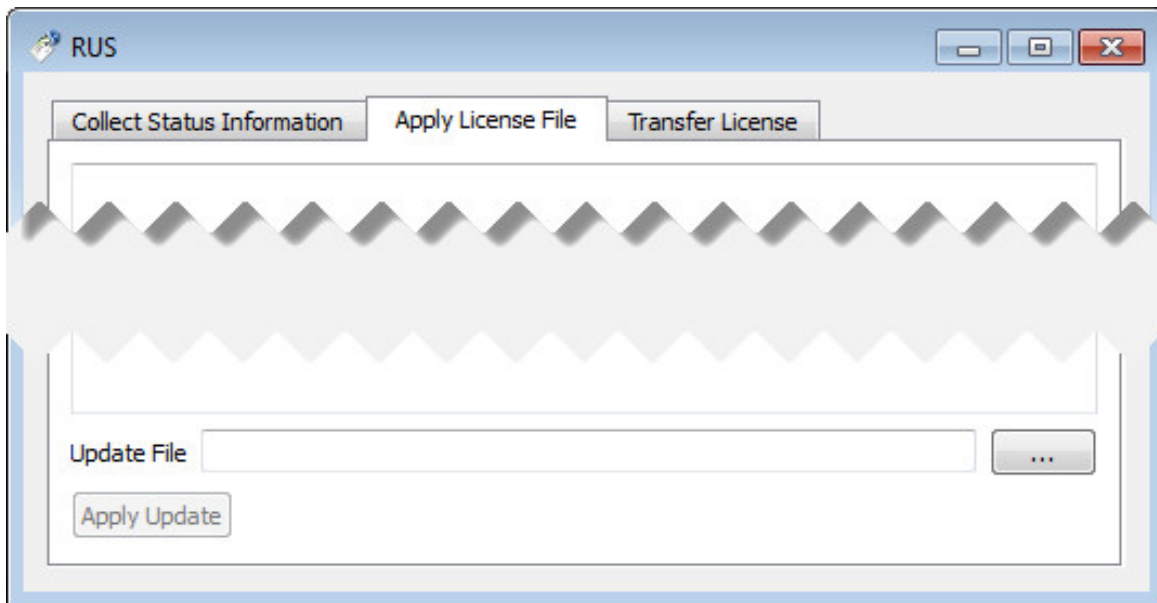 RUS
Collect Status Information Apply License File Transfer License
Update File ...
Apply Update